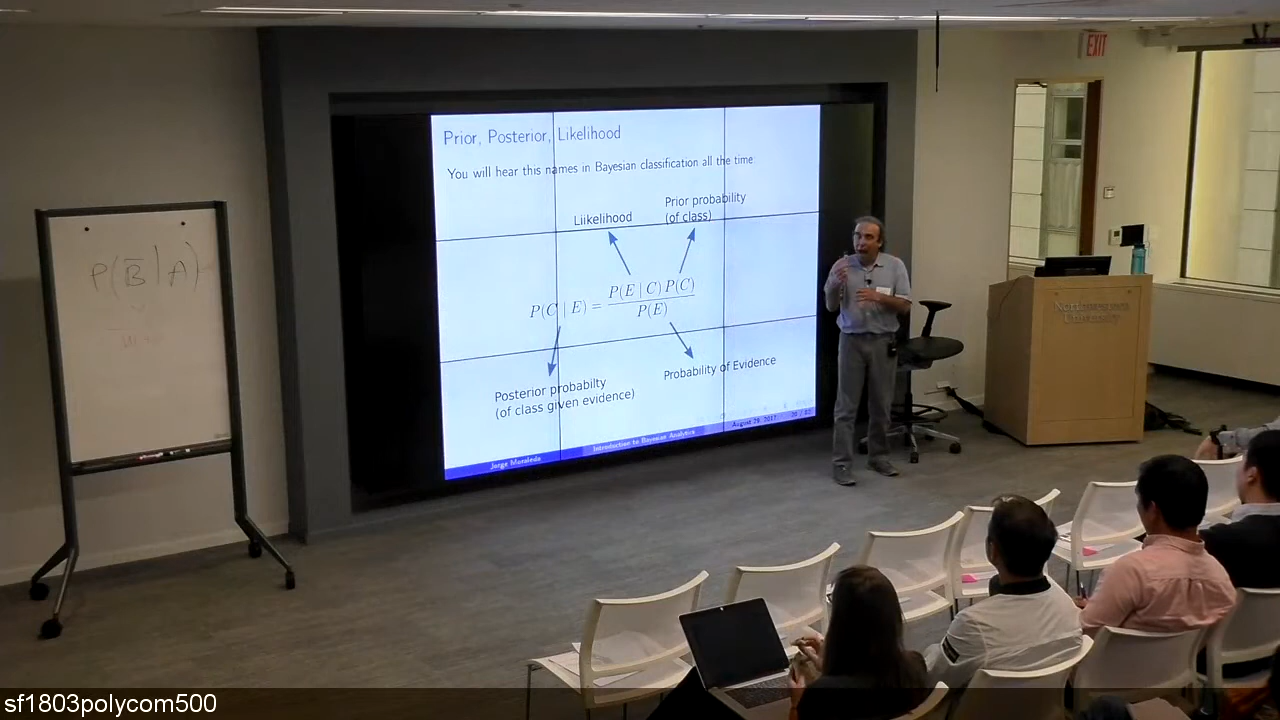 EXIT
Prior, Posterior, Likelihood
You will hear this names in Bayesian classification all the time
Liikelihood
Prior probability
(of class)
P(C | E) = P(E | C) P(C)
P(E)
Posterior probabilty
(of class given evidence)
Probability of Evidence
Jorge Moraleda
Introduction to Bayesian Analytics
August 29, 2017
P(B̅ | A)
Northwestern
University
sf1803polycom500